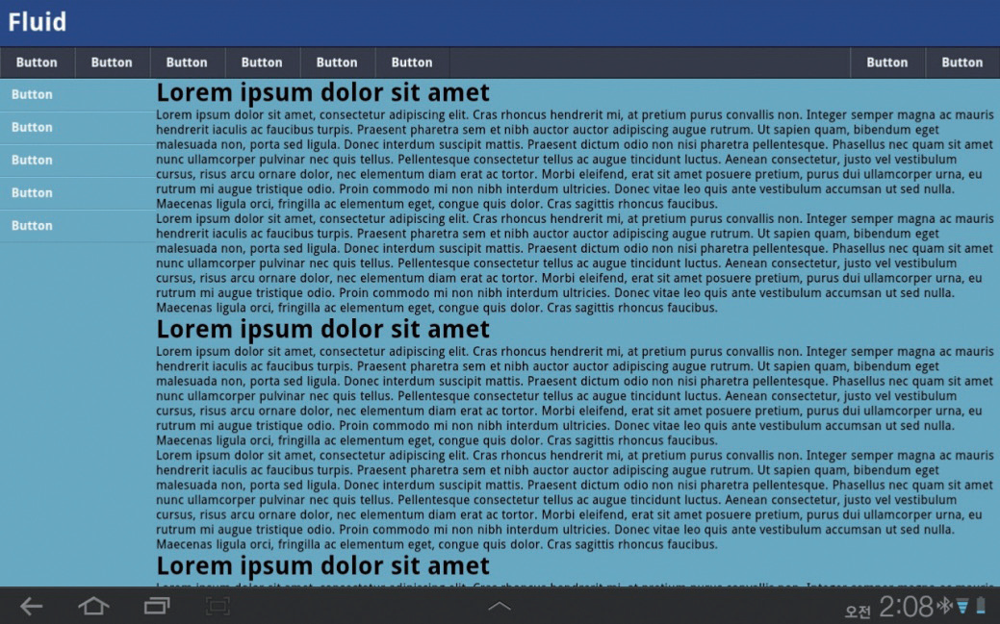 Fluid
Button Button Button Button Button Button Button Button
Button
Button
Button
Button
Button
Lorem ipsum dolor sit amet
Lorem ipsum dolor sit amet, consectetur adipiscing elit. Cras rhoncus hendrerit mi, at pretium purus convallis non. Integer semper magna ac mauris
hendrerit iaculis ac faucibus turpis. Praesent pharetra sem et nibh auctor auctor adipiscing augue rutrum. Ut sapien quam, bibendum eget
malesuada non, porta sed ligula. Donec interdum suscipit mattis. Praesent dictum odio non nisi pharetra pellentesque. Phasellus nec quam sit amet
nunc ullamcorper pulvinar nec quis tellus. Pellentesque consectetur tellus ac augue tincidunt luctus. Aenean consectetur, justo vel vestibulum
cursus, risus arcu ornare dolor, nec elementum diam erat ac tortor. Morbi eleifend, erat sit amet posuere pretium, purus dui ullamcorper urna, eu
rutrum mi augue tristique odio. Proin commodo mi non nibh interdum ultricies. Donec vitae leo quis ante vestibulum accumsan ut sed nulla.
Maecenas ligula orci, fringilla ac elementum eget, congue quis dolor. Cras sagittis rhoncus faucibus.
Lorem ipsum dolor sit amet, consectetur adipiscing elit. Cras rhoncus hendrerit mi, at pretium purus convallis non. Integer semper magna ac mauris
hendrerit iaculis ac faucibus turpis. Praesent pharetra sem et nibh auctor auctor adipiscing augue rutrum. Ut sapien quam, bibendum eget
malesuada non, porta sed ligula. Donec interdum suscipit mattis. Praesent dictum odio non nisi pharetra pellentesque. Phasellus nec quam sit amet
nunc ullamcorper pulvinar nec quis tellus. Pellentesque consectetur tellus ac augue tincidunt luctus. Aenean consectetur, justo vel vestibulum
cursus, risus arcu ornare dolor, nec elementum diam erat ac tortor. Morbi eleifend, erat sit amet posuere pretium, purus dui ullamcorper urna, eu
rutrum mi augue tristique odio. Proin commodo mi non nibh interdum ultricies. Donec vitae leo quis ante vestibulum accumsan ut sed nulla.
Maecenas ligula orci, fringilla ac elementum eget, congue quis dolor. Cras sagittis rhoncus faucibus.
Lorem ipsum dolor sit amet
Lorem ipsum dolor sit amet, consectetur adipiscing elit. Cras rhoncus hendrerit mi, at pretium purus convallis non. Integer semper magna ac mauris
hendrerit iaculis ac faucibus turpis. Praesent pharetra sem et nibh auctor auctor adipiscing augue rutrum. Ut sapien quam, bibendum eget
malesuada non, porta sed ligula. Donec interdum suscipit mattis. Praesent dictum odio non nisi pharetra pellentesque. Phasellus nec quam sit amet
nunc ullamcorper pulvinar nec quis tellus. Pellentesque consectetur tellus ac augue tincidunt luctus. Aenean consectetur, justo vel vestibulum
cursus, risus arcu ornare dolor, nec elementum diam erat ac tortor. Morbi eleifend, erat sit amet posuere pretium, purus dui ullamcorper urna, eu
rutrum mi augue tristique odio. Proin commodo mi non nibh interdum ultricies. Donec vitae leo quis ante vestibulum accumsan ut sed nulla.
Maecenas ligula orci, fringilla ac elementum eget, congue quis dolor. Cras sagittis rhoncus faucibus.
Lorem ipsum dolor sit amet, consectetur adipiscing elit. Cras rhoncus hendrerit mi, at pretium purus convallis non. Integer semper magna ac mauris
hendrerit iaculis ac faucibus turpis. Praesent pharetra sem et nibh auctor auctor adipiscing augue rutrum. Ut sapien quam, bibendum eget
malesuada non, porta sed ligula. Donec interdum suscipit mattis. Praesent dictum odio non nisi pharetra pellentesque. Phasellus nec quam sit amet
nunc ullamcorper pulvinar nec quis tellus. Pellentesque consectetur tellus ac augue tincidunt luctus. Aenean consectetur, justo vel vestibulum
cursus, risus arcu ornare dolor, nec elementum diam erat ac tortor. Morbi eleifend, erat sit amet posuere pretium, purus dui ullamcorper urna, eu
rutrum mi augue tristique odio. Proin commodo mi non nibh interdum ultricies. Donec vitae leo quis ante vestibulum accumsan ut sed nulla.
Maecenas ligula orci, fringilla ac elementum eget, congue quis dolor. Cras sagittis rhoncus faucibus.
Lorem ipsum dolor sit amet
오전 2:08